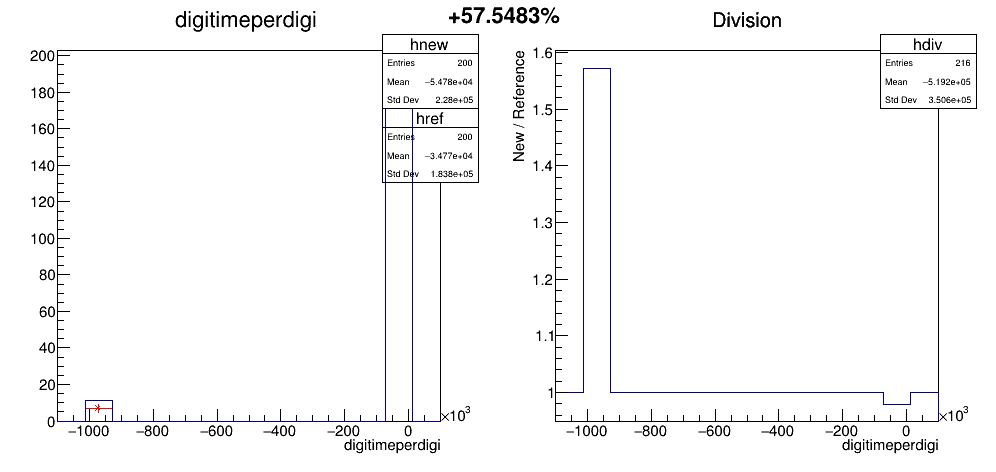 digitimeperdigi
+57.5483%
Division
hnew
Entries 200
Mean −5.478e+04
Std Dev 2.28e+05
href
Entries 200
Mean −3.477e+04
Std Dev 1.838e+05
200
180
160
140
120
100
80
60
40
20
0
−1000 −800 −600 −400 −200 0
×10³
digitimeperdigi
hdiv
Entries 216
Mean −5.192e+05
Std Dev 3.506e+05
New / Reference
1.6
1.5
1.4
1.3
1.2
1.1
1
−1000 −800 −600 −400 −200 0
×10³
digitimeperdigi